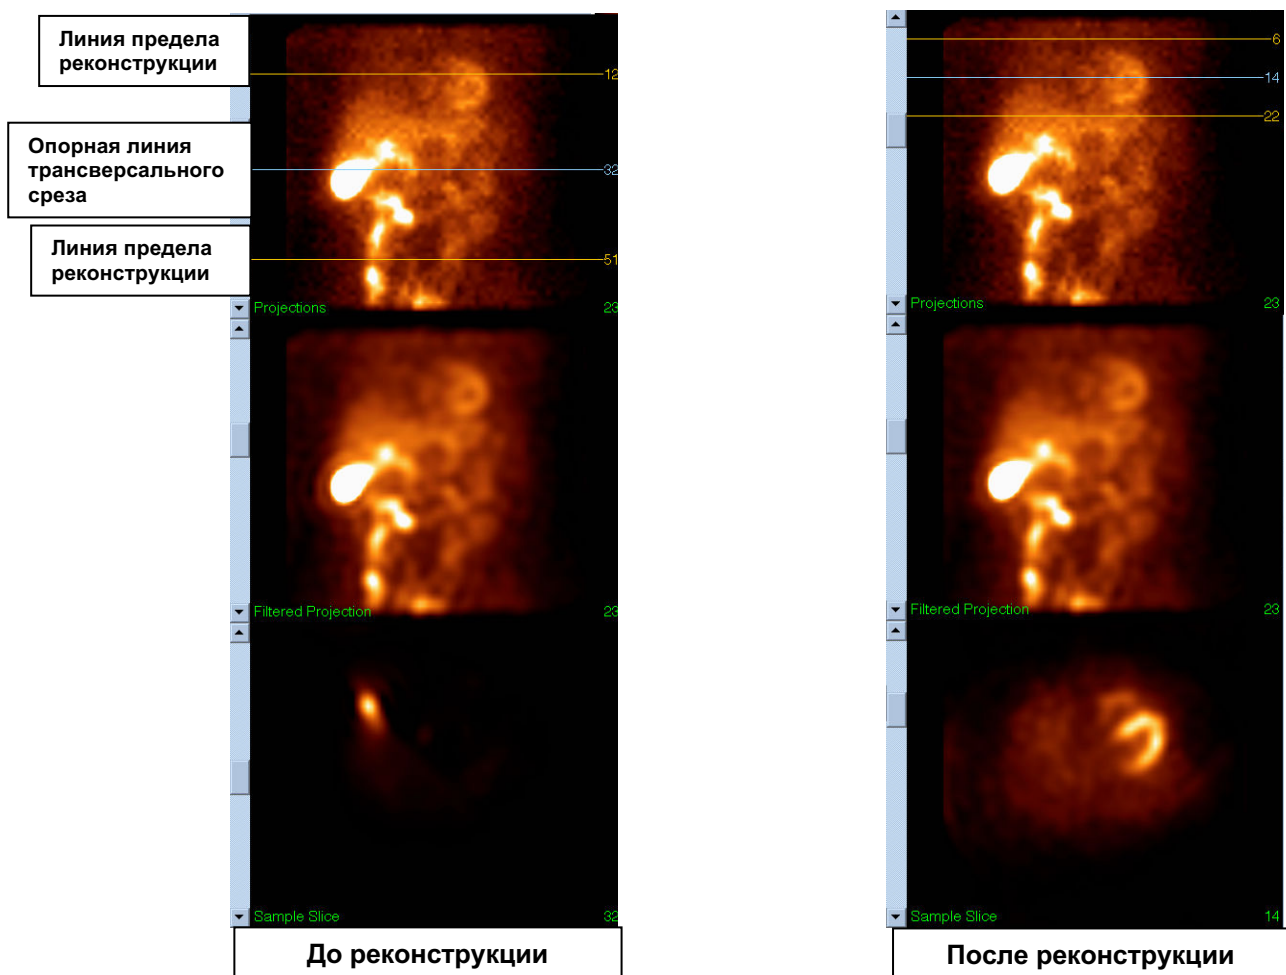 Линия предела
реконструкции
Опорная линия
трансверсального
среза
Линия предела
реконструкции
12
32
51
Projections 23
Filtered Projection 23
Sample Slice 32
До реконструкции
6
14
22
Projections 23
Filtered Projection 23
Sample Slice 14
После реконструкции